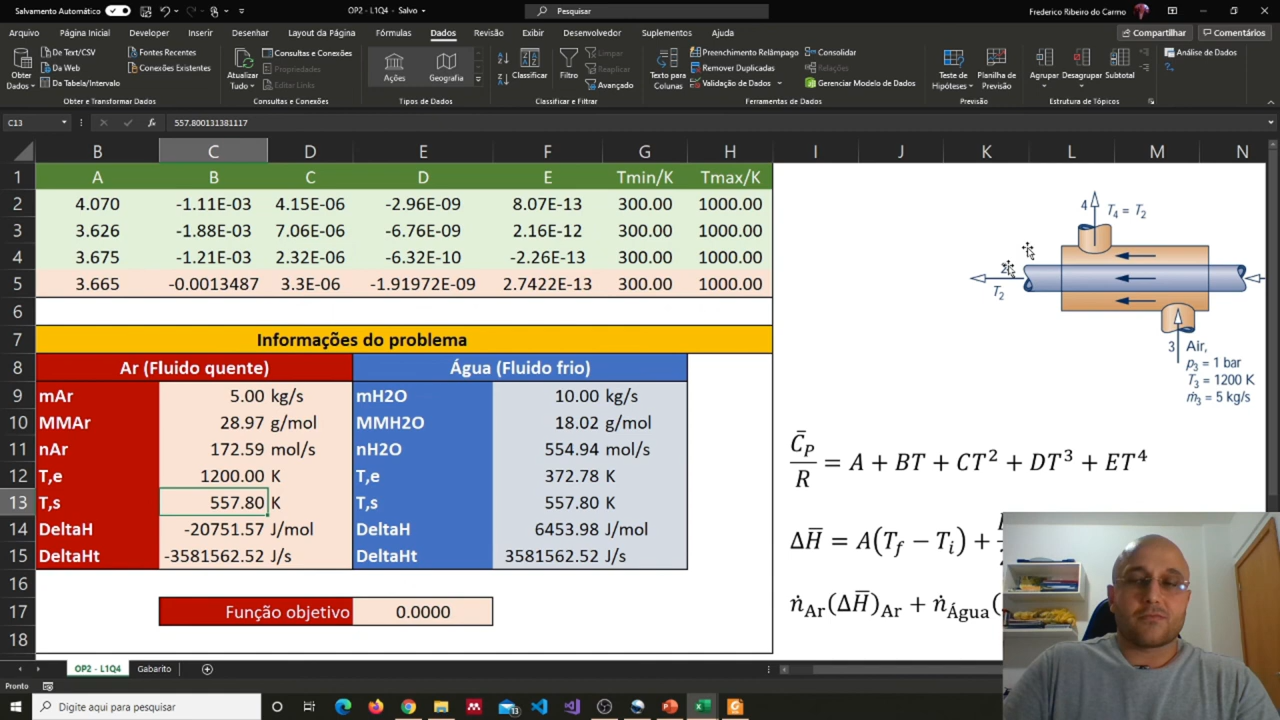 Salvamento Automático
OP2 - L1Q4 - Salvo
Pesquisar
Frederico Ribeiro do Carmo
Arquivo Página Inicial Developer Inserir Desenhar Layout da Página Fórmulas Dados Revisão Exibir Desenvolvedor Suplementos Ajuda Power Pivot
Compartilhar Comentários
Obter Dados
De Text/CSV
Da Web
Da Tabela/Intervalo
Fontes Recentes
Conexões Existentes
Obter e Transformar Dados
Atualizar Tudo
Consultas e Conexões
Propriedades
Editar Links
Consultas e Conexões
Ações Geografia
Tipos de Dados
Classificar
Filtro
Limpar
Reaplicar
Avançado
Classificar e Filtrar
Texto para Colunas
Preenchimento Relâmpago
Remover Duplicadas
Validação de Dados
Consolidar
Relações
Gerenciar Modelo de Dados
Ferramentas de Dados
Teste de Hipóteses
Planilha de Previsão
Previsão
Agrupar Desagrupar Subtotal
Estrutura de Tópicos
Análise de Dados
C13 fx 557.800131381117
B C D E F G H I J K L M N
1 A B C D E Tmin/K Tmax/K
2 4.070 -1.11E-03 4.15E-06 -2.96E-09 8.07E-13 300.00 1000.00
3 3.626 -1.88E-03 7.06E-06 -6.76E-09 2.16E-12 300.00 1000.00
4 3.675 -1.21E-03 2.32E-06 -6.32E-10 -2.26E-13 300.00 1000.00
5 3.665 -0.0013487 3.3E-06 -1.91972E-09 2.7422E-13 300.00 1000.00
6
7 Informações do problema
8 Ar (Fluido quente) Água (Fluido frio)
9 mAr 5.00 kg/s mH2O 10.00 kg/s
10 MMAr 28.97 g/mol MMH2O 18.02 g/mol
11 nAr 172.59 mol/s nH2O 554.94 mol/s
12 T,e 1200.00 K T,e 372.78 K
13 T,s 557.80 K T,s 557.80 K
14 DeltaH -20751.57 J/mol DeltaH 6453.98 J/mol
15 DeltaHt -3581562.52 J/s DeltaHt 3581562.52 J/s
16
17 Função objetivo 0.0000
18
4 T4 = T2
2
T2
3 Air,
p3 = 1 bar
T3 = 1200 K
ṁ3 = 5 kg/s
C̄P/R = A + BT + CT² + DT³ + ET⁴
ΔH̄ = A(Tf − Ti) +
ṅAr(ΔH̄)Ar + ṅÁgua(
OP2 - L1Q4 Gabarito
Pronto
Digite aqui para pesquisar
13